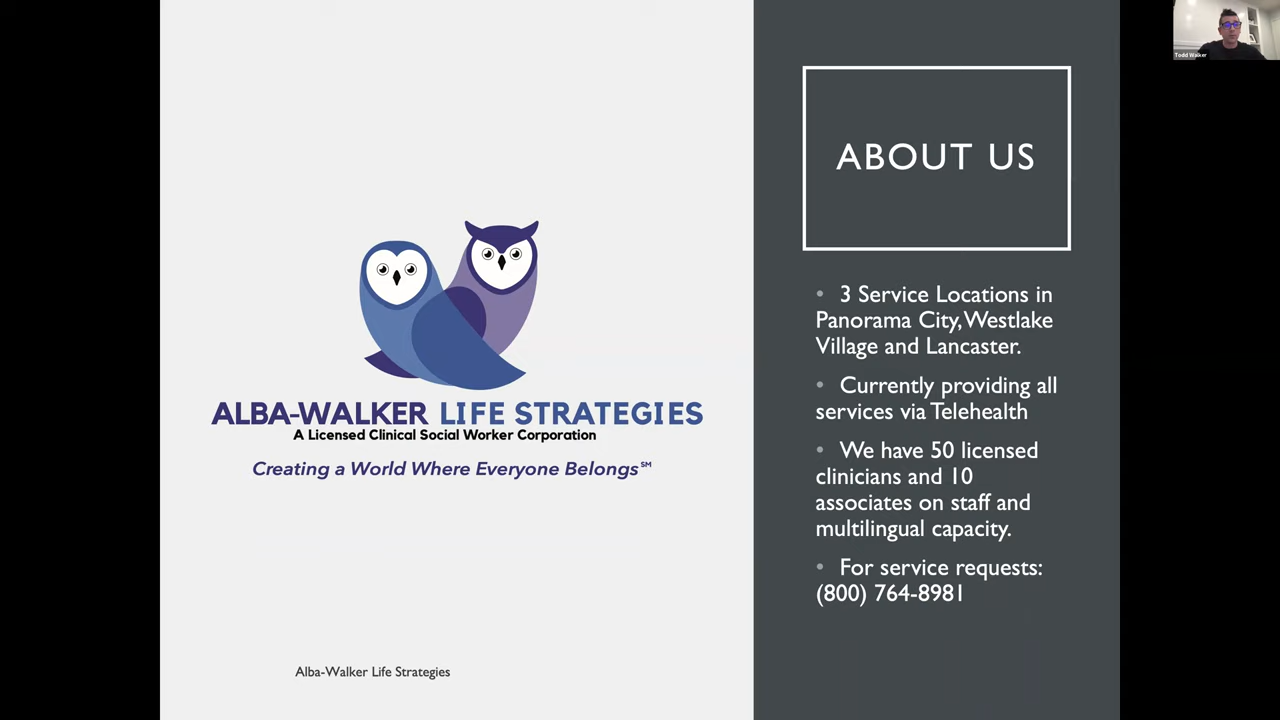 Todd Walker
ABOUT US
ALBA-WALKER LIFE STRATEGIES
A Licensed Clinical Social Worker Corporation
Creating a World Where Everyone Belongs℠
• 3 Service Locations in
Panorama City, Westlake
Village and Lancaster.
• Currently providing all
services via Telehealth
• We have 50 licensed
clinicians and 10
associates on staff and
multilingual capacity.
• For service requests:
(800) 764-8981
Alba-Walker Life Strategies